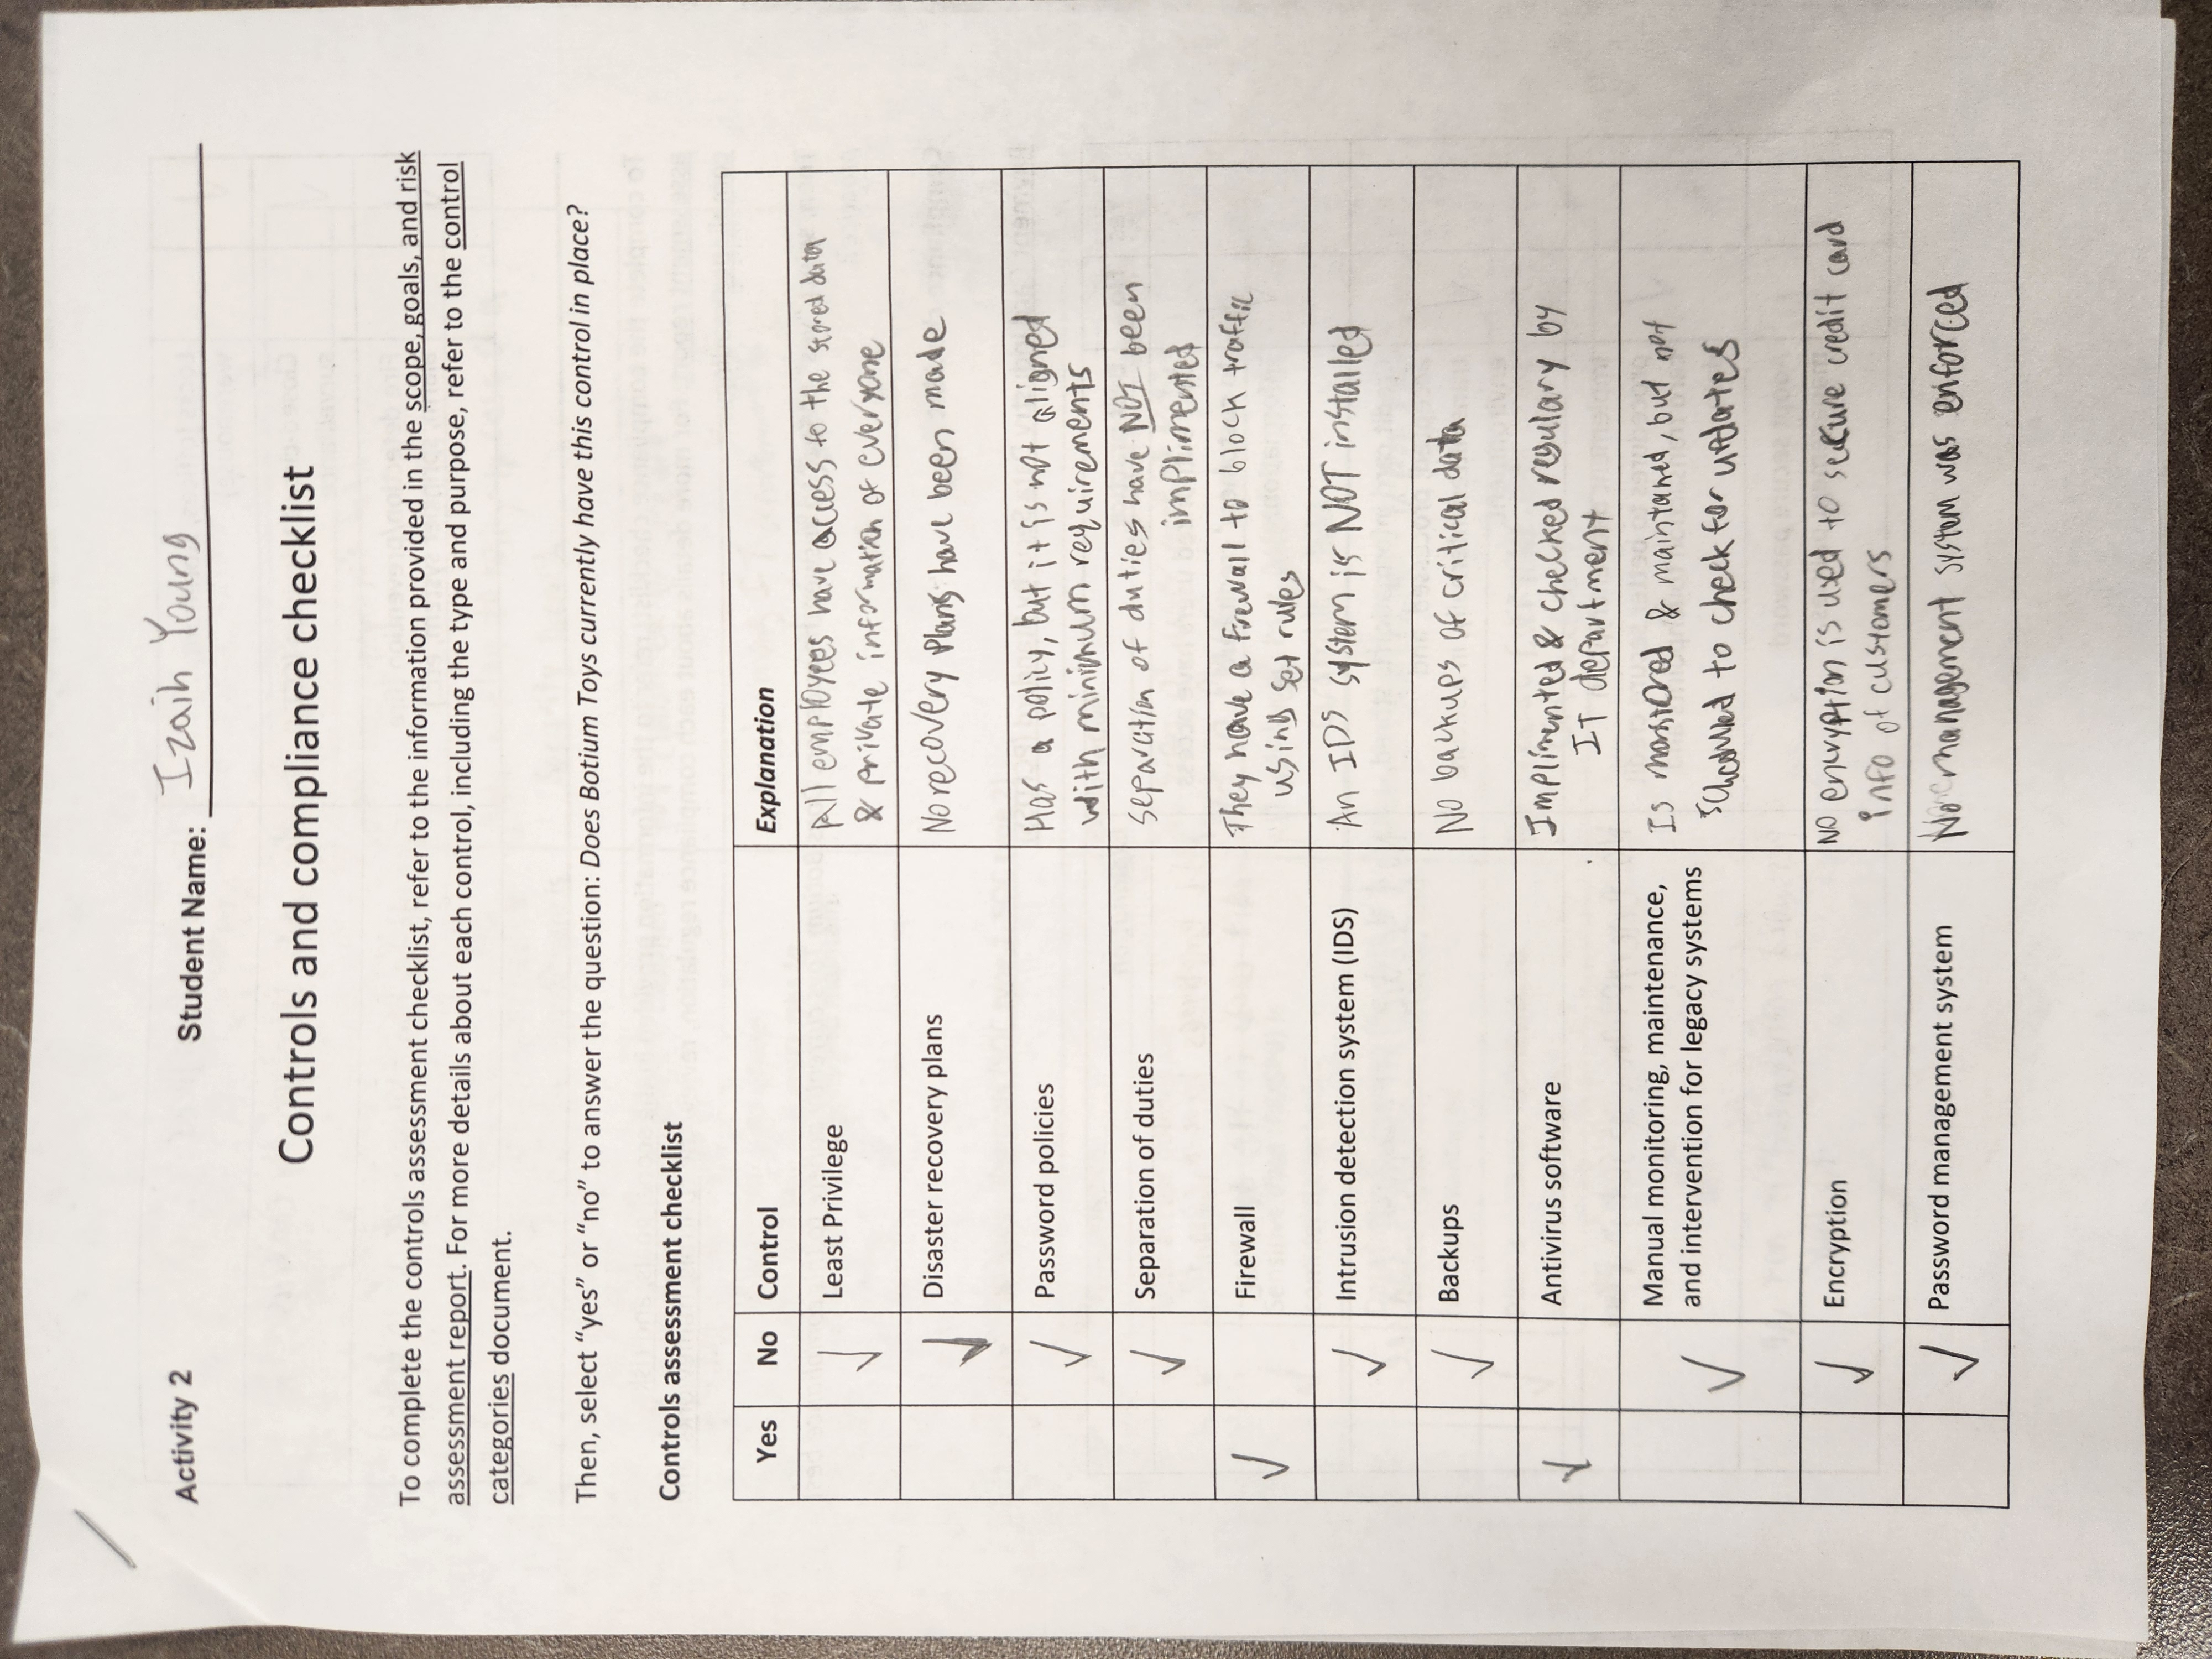 Activity 2 Student Name: Izaih Young
Controls and compliance checklist
To complete the controls assessment checklist, refer to the information provided in the scope, goals, and risk
assessment report. For more details about each control, including the type and purpose, refer to the control
categories document.
Then, select “yes” or “no” to answer the question: Does Botium Toys currently have this control in place?
Controls assessment checklist
Yes No Control Explanation
Least Privilege
All employees have access to the stored data
& private information of everyone
Disaster recovery plans
No recovery plans have been made
Password policies
Has a policy, but it is not aligned
with minimum requirements
Separation of duties
separation of duties have NOT been
implimented
Firewall
They have a firewall to block traffic
using set rules
Intrusion detection system (IDS)
An IDS system is NOT installed
Backups
No backups of critical data
Antivirus software
Implimented & checked regulary by
IT department
Manual monitoring, maintenance,
and intervention for legacy systems
Is monitored & maintained, but not
scheduled to check for updates
Encryption
No encryption is used to secure credit card
info of customers
Password management system
No management system was enforced